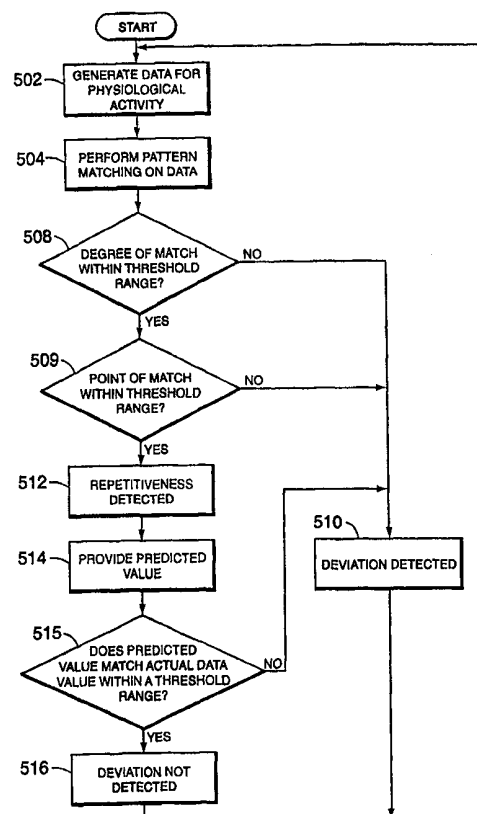 START
502
GENERATE DATA FOR
PHYSIOLOGICAL
ACTIVITY
504
PERFORM PATTERN
MATCHING ON DATA
508
DEGREE OF MATCH
WITHIN THRESHOLD
RANGE?
NO
YES
509
POINT OF MATCH
WITHIN THRESHOLD
RANGE?
NO
YES
512
REPETITIVENESS
DETECTED
514
PROVIDE PREDICTED
VALUE
510
DEVIATION DETECTED
515
DOES PREDICTED
VALUE MATCH ACTUAL DATA
VALUE WITHIN A THRESHOLD
RANGE?
NO
YES
516
DEVIATION NOT
DETECTED